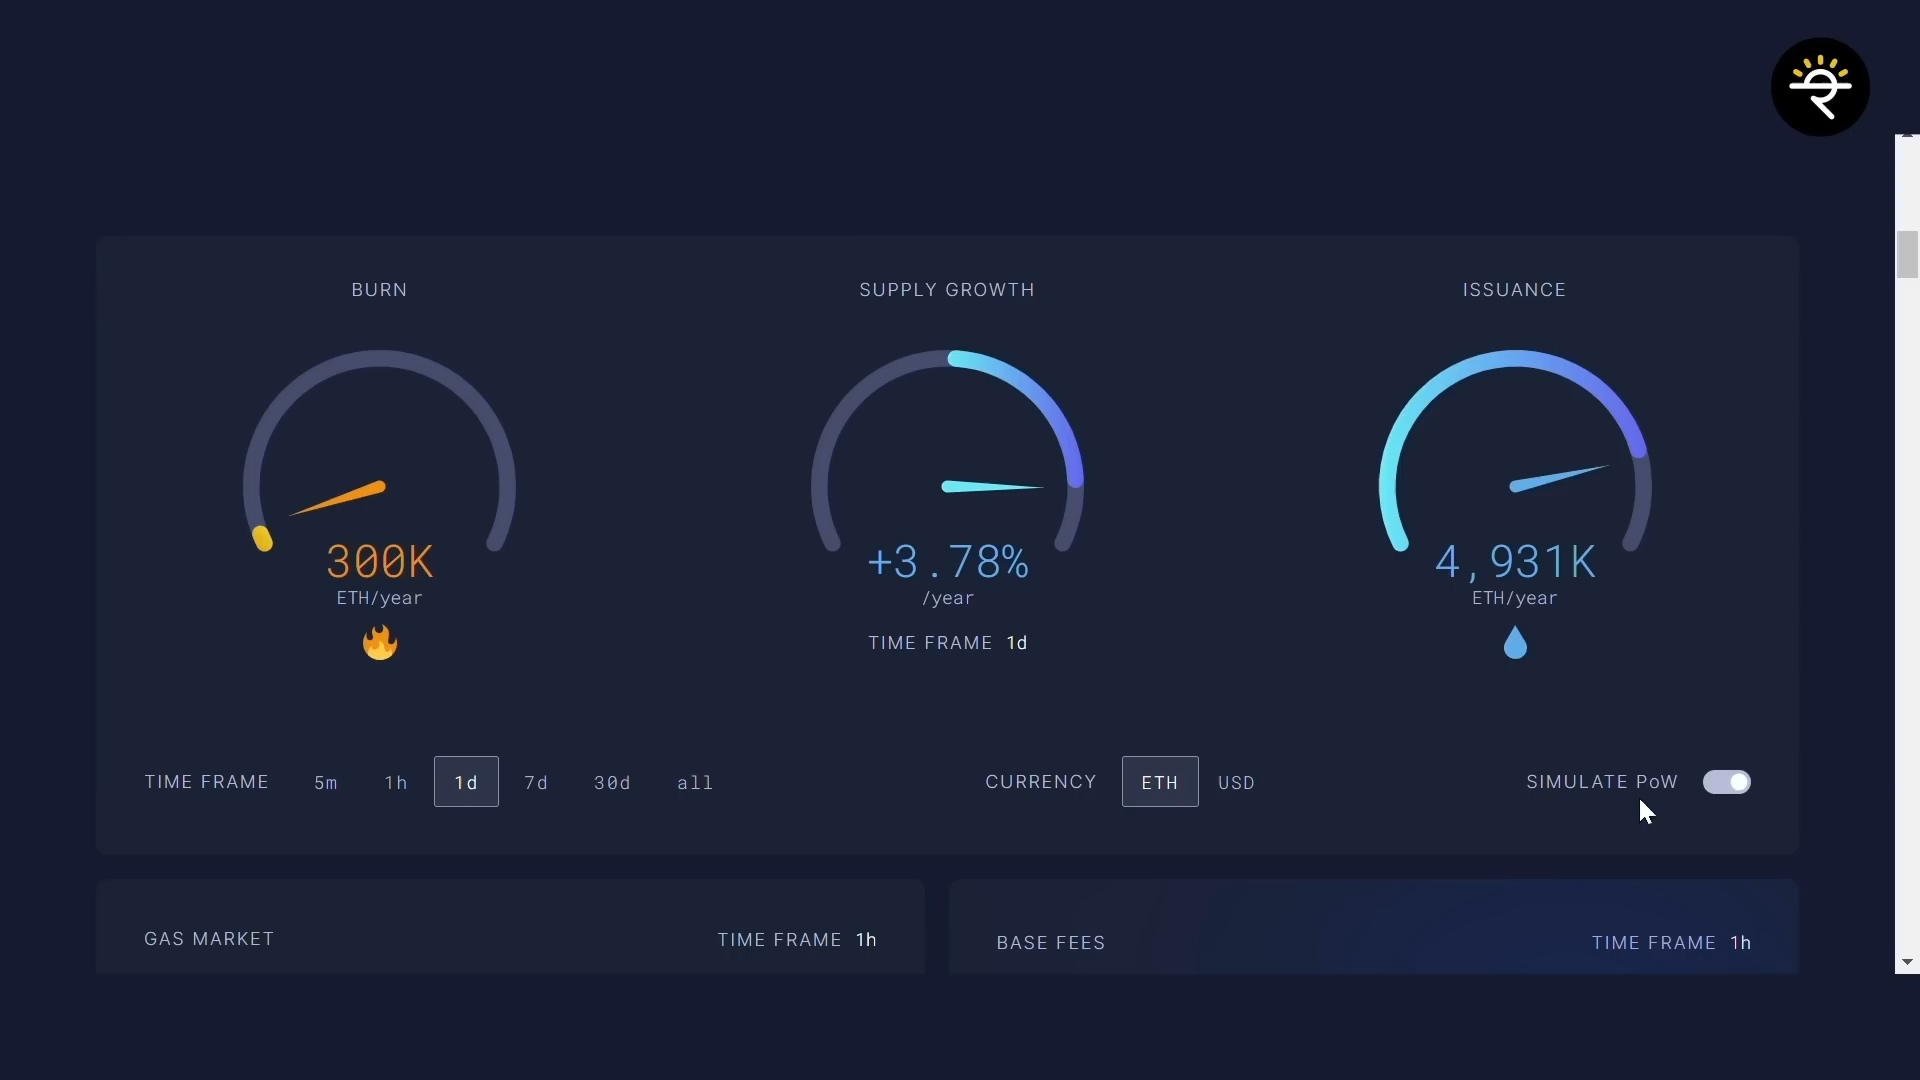 BURN
SUPPLY GROWTH
ISSUANCE
300K
ETH/year
+3.78%
/year
4,931K
ETH/year
TIME FRAME 1d
TIME FRAME 5m 1h 1d 7d 30d all
CURRENCY ETH USD
SIMULATE PoW
GAS MARKET
TIME FRAME 1h
BASE FEES
TIME FRAME 1h